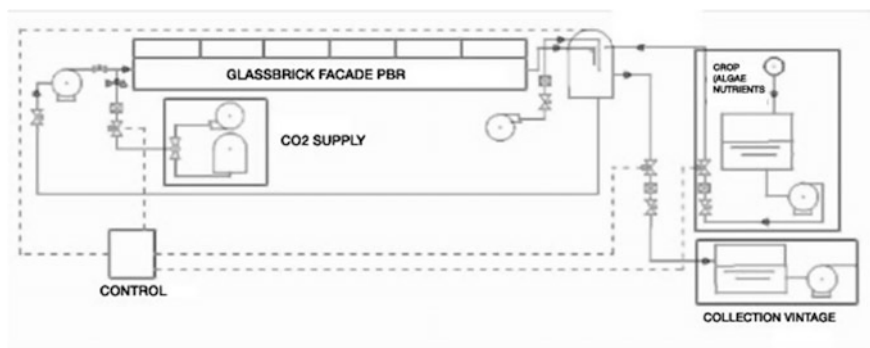 GLASSBRICK FACADE PBR
CO2 SUPPLY
CROP
(ALGAE
NUTRIENTS
CONTROL
COLLECTION VINTAGE